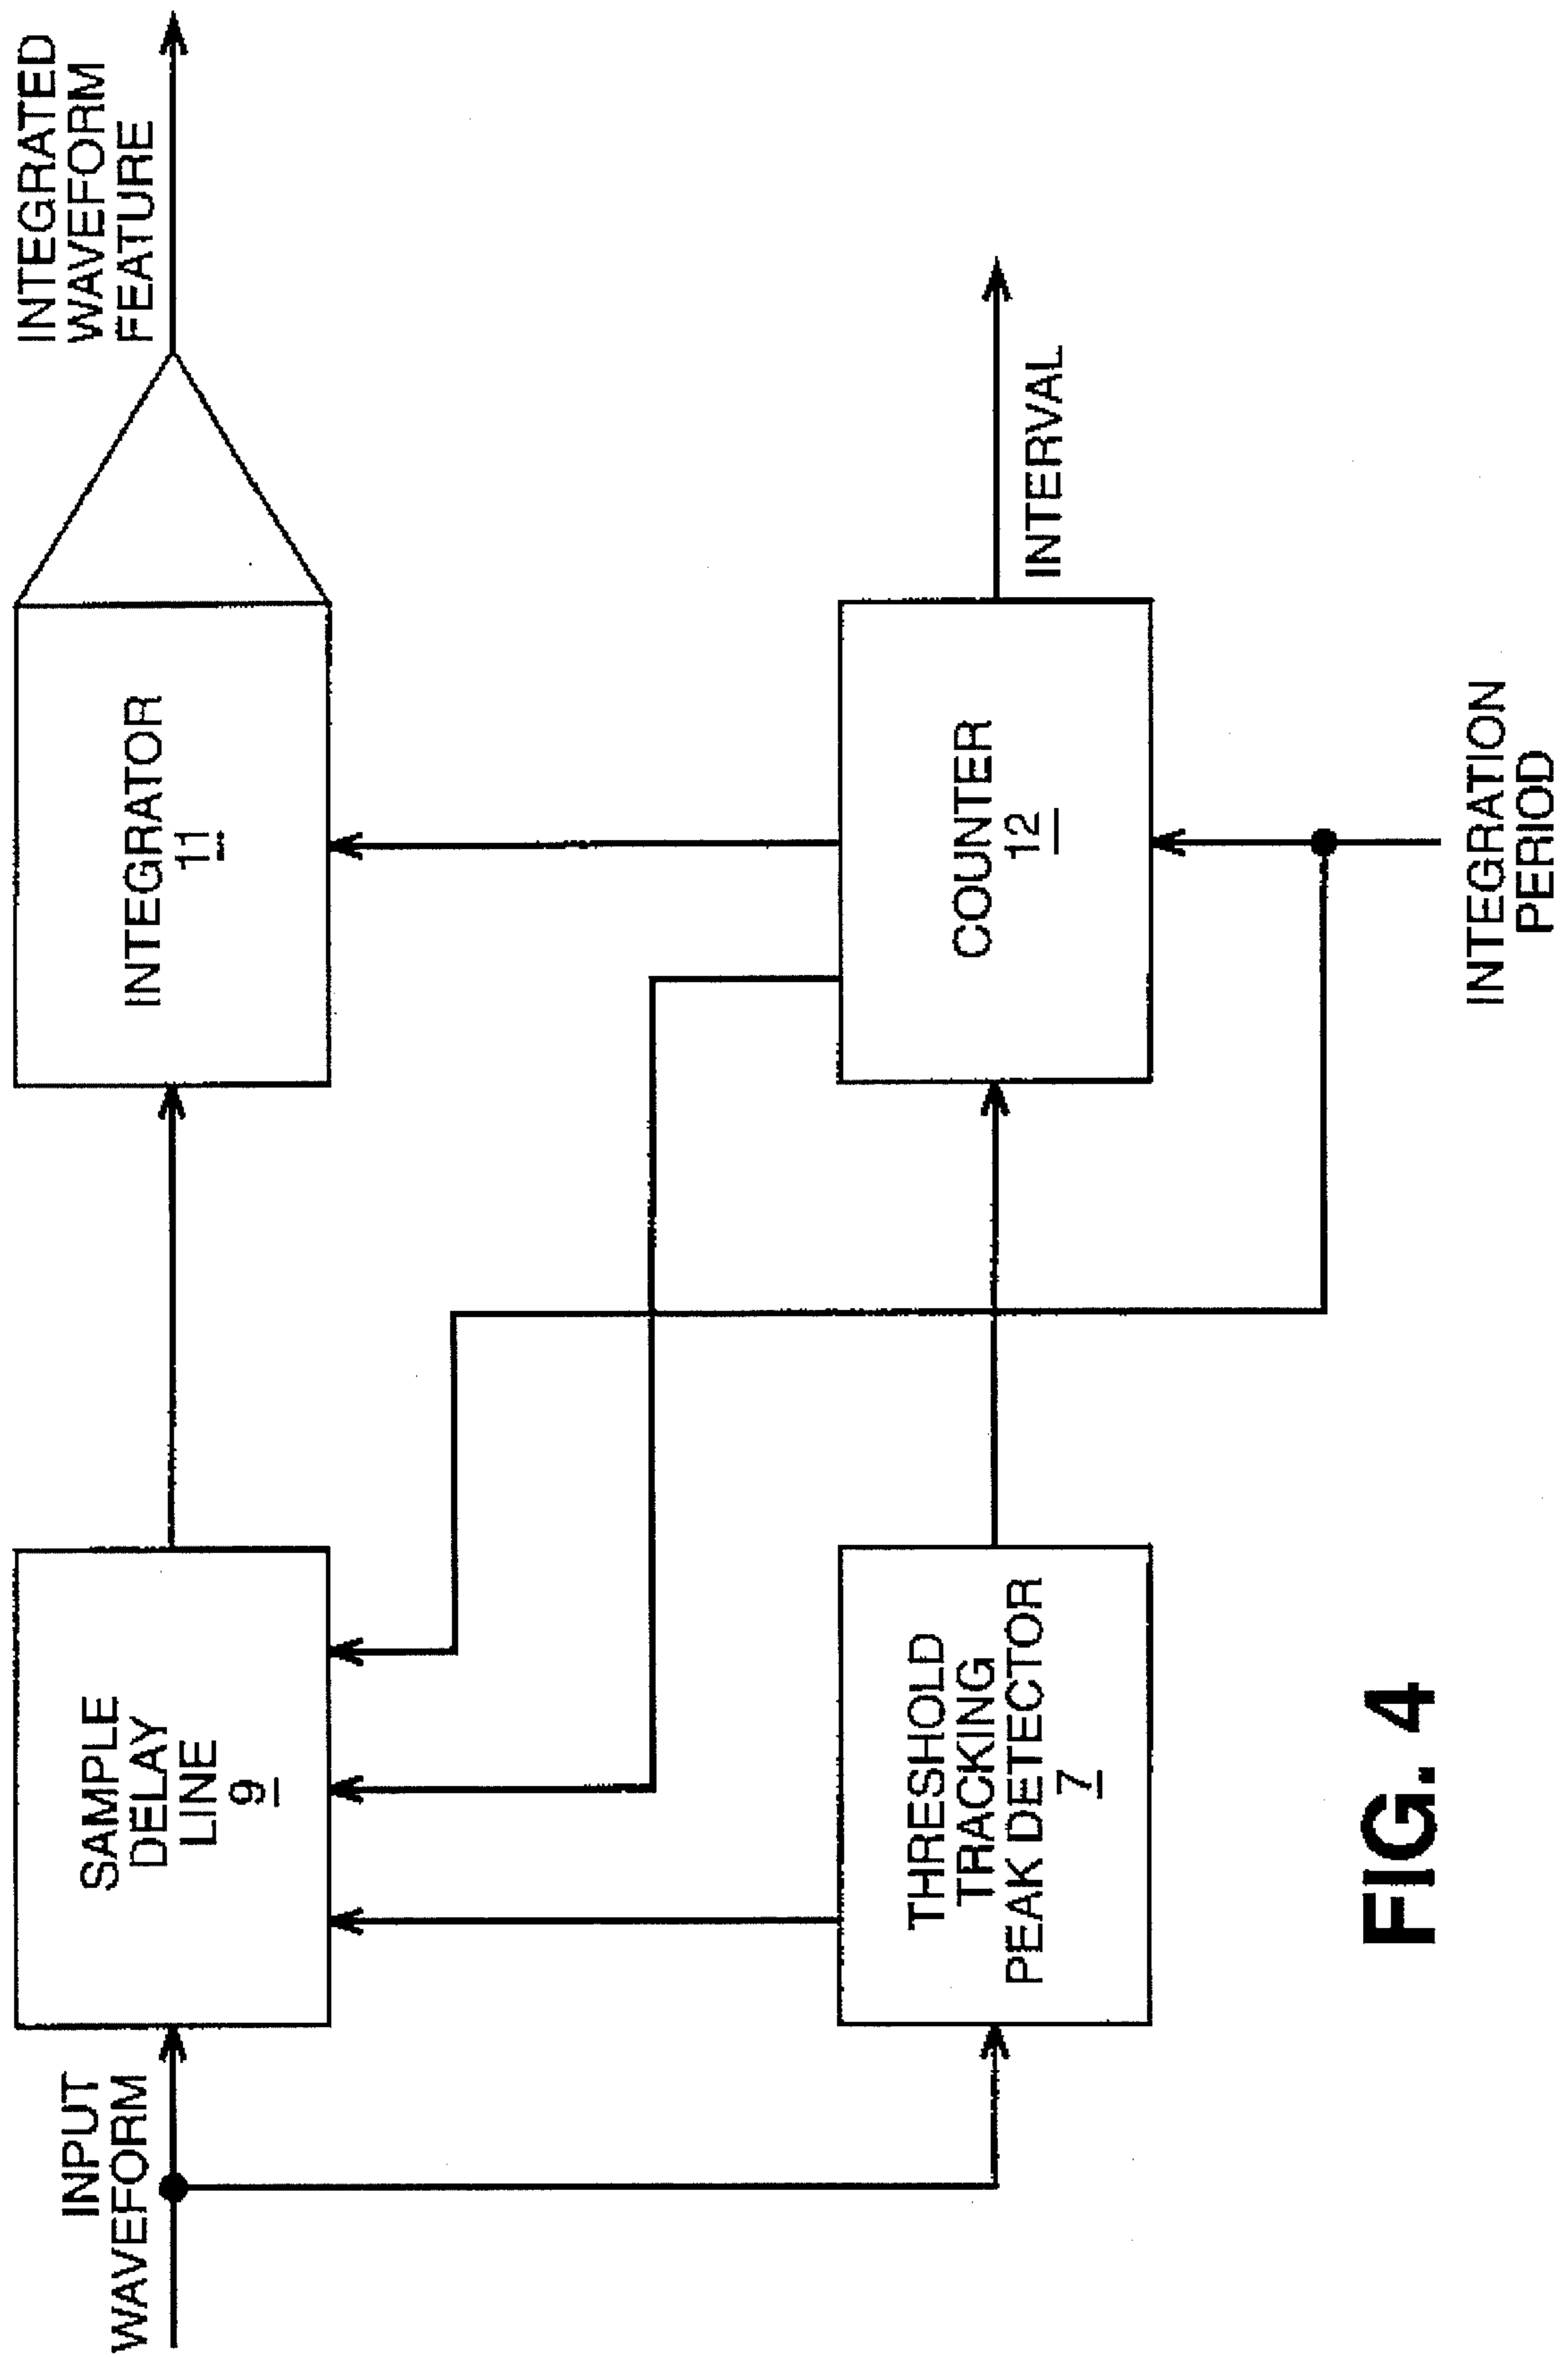 INPUT
WAVEFORM
SAMPLE
DELAY
LINE
9
INTEGRATOR
11
INTEGRATED
WAVEFORM
FEATURE
THRESHOLD
TRACKING
PEAK DETECTOR
7
COUNTER
12
INTERVAL
INTEGRATION
PERIOD
FIG. 4